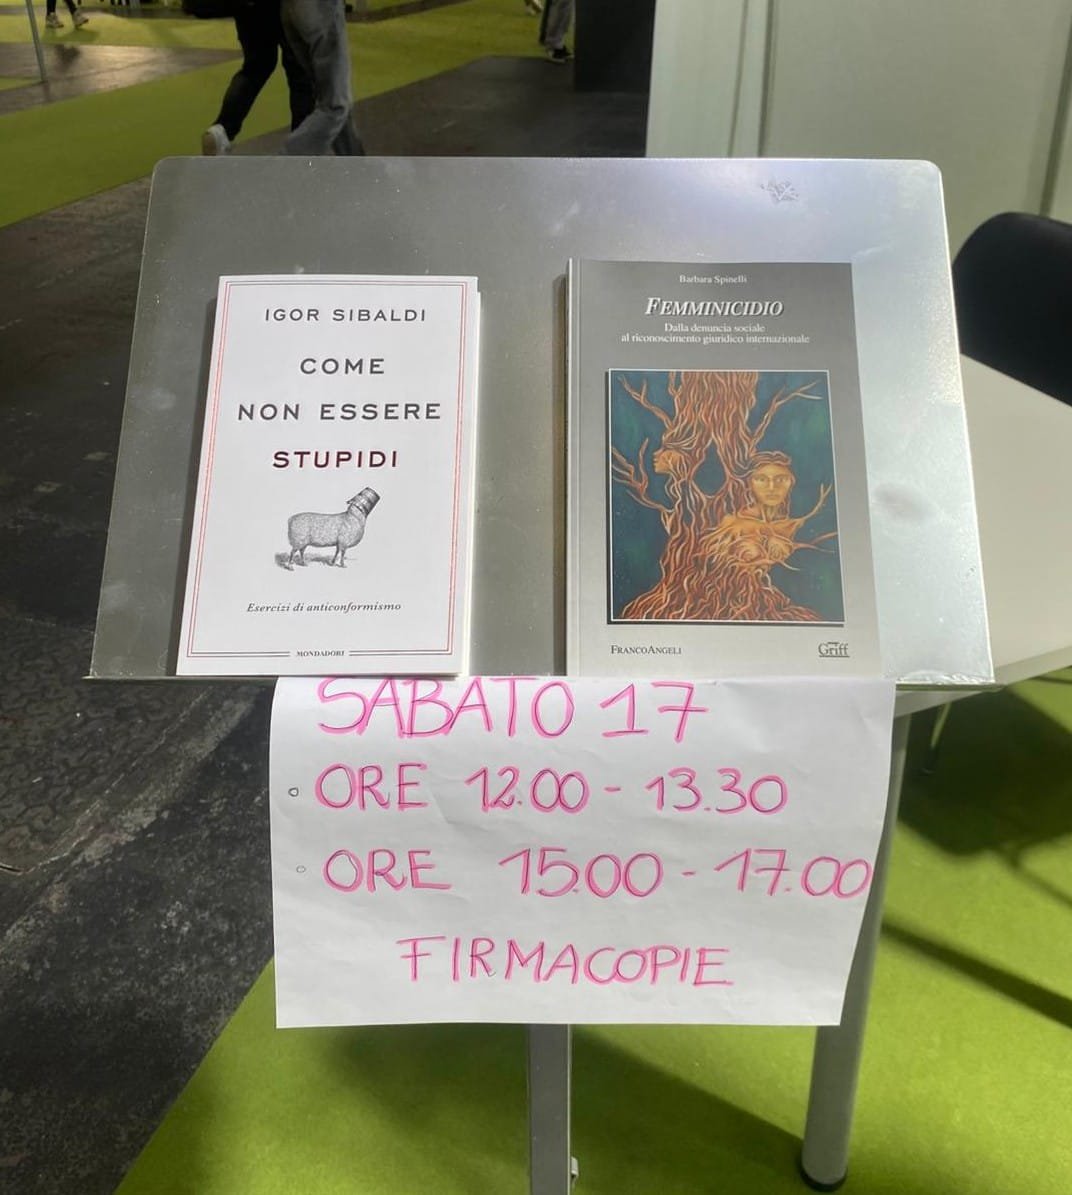 IGOR SIBALDI
COME
NON ESSERE
STUPIDI
Esercizi di anticonformismo
MONDADORI
Barbara Spinelli
FEMMINICIDIO
Dalla denuncia sociale
al riconoscimento giuridico internazionale
FRANCOANGELI
Griff
SABATO 17
ORE 12.00 - 13.30
ORE 15.00 - 17.00
FIRMACOPIE